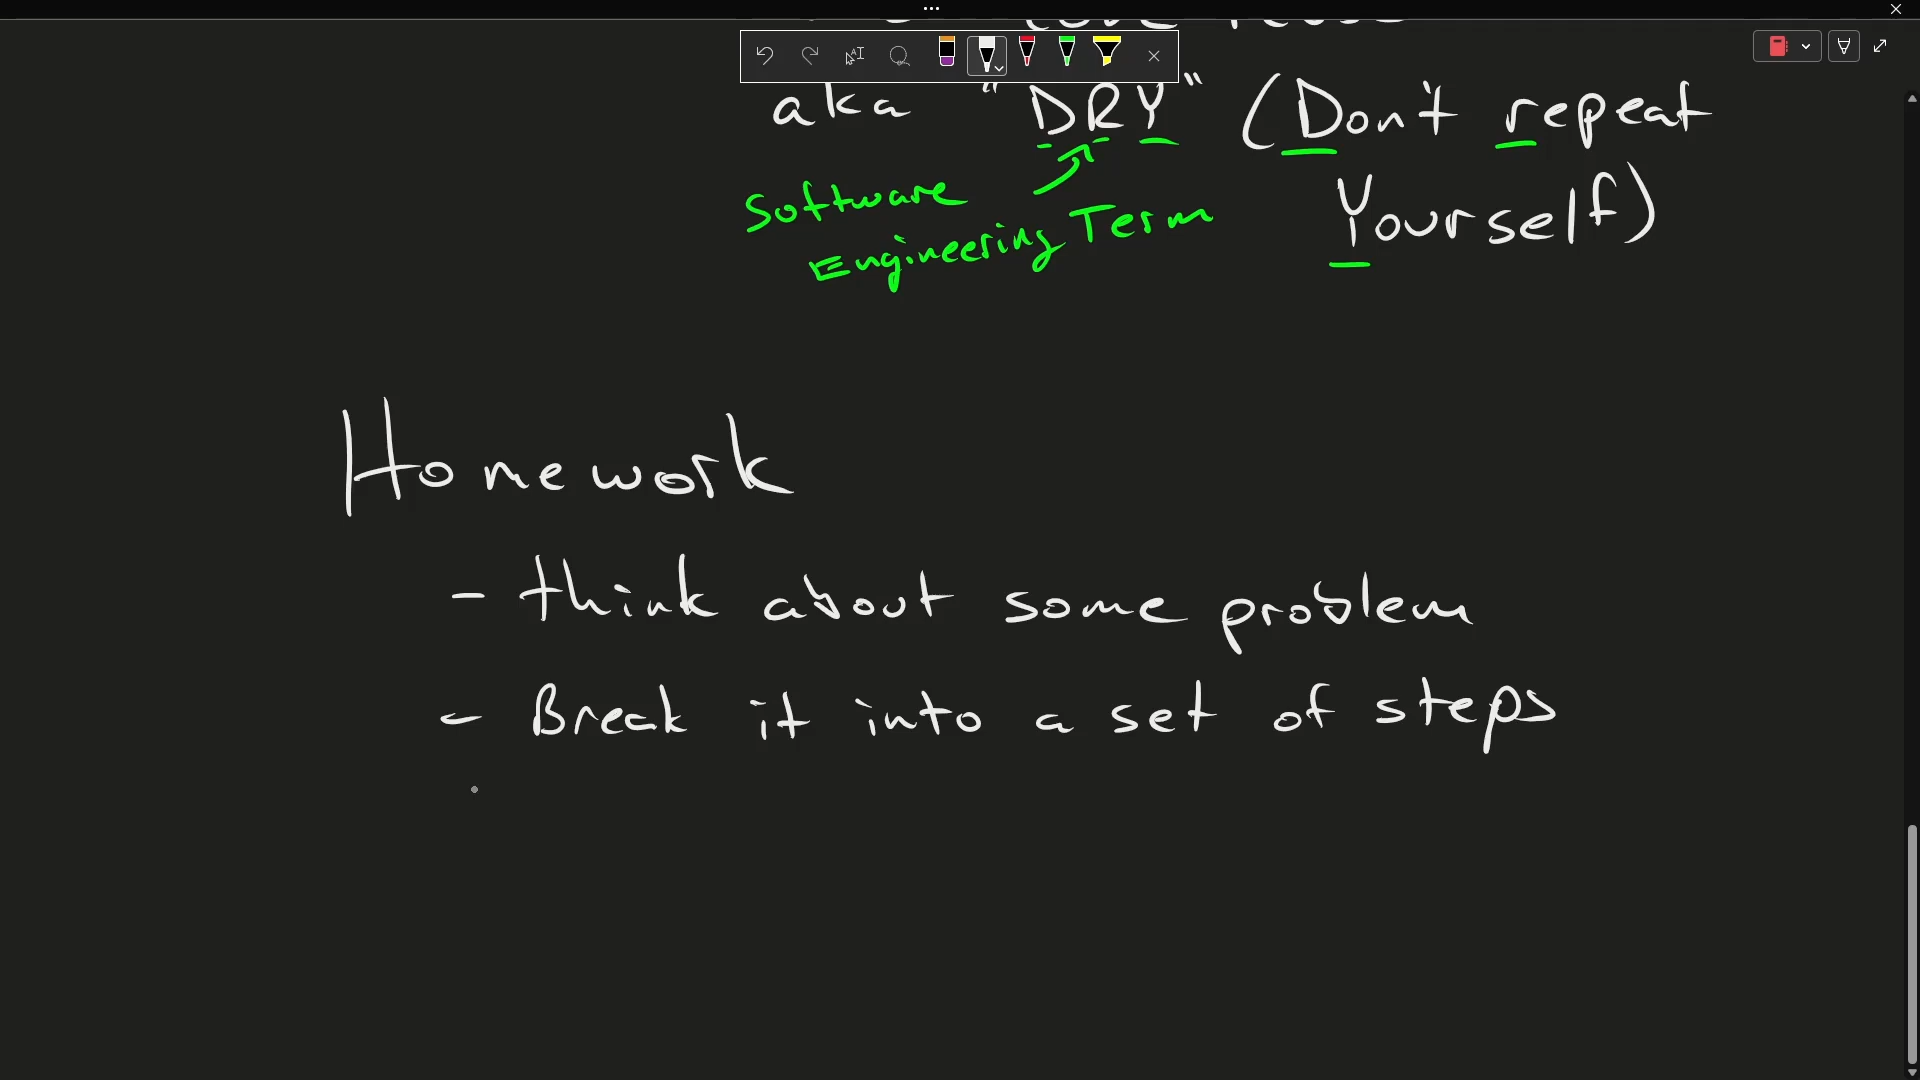 aka "DRY" (Don't repeat
Yourself)
Software
Engineering Term
Homework
- think about some problem
- Break it into a set of steps